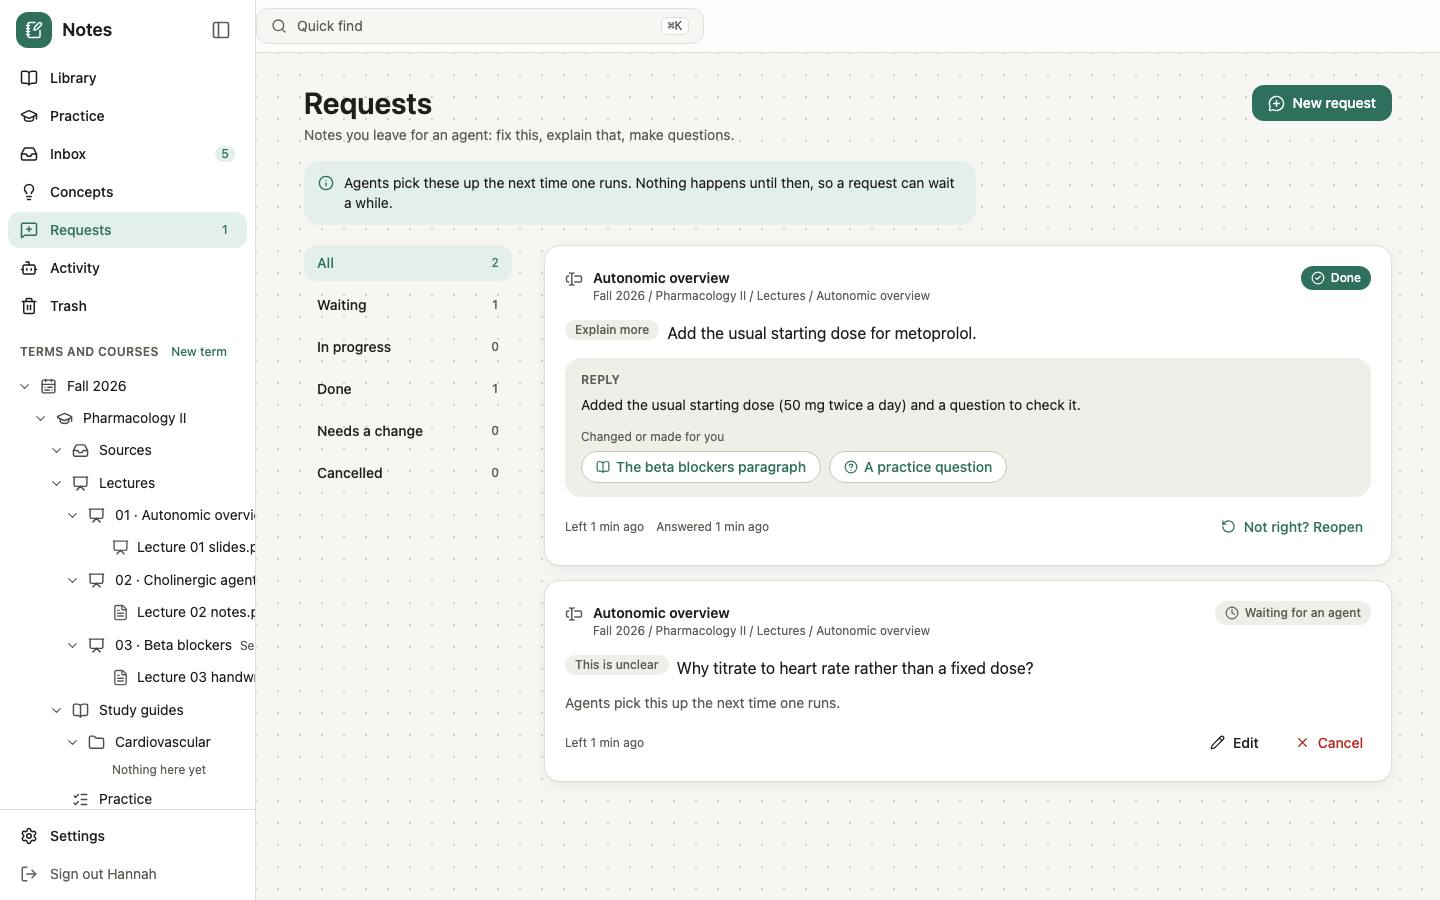 Notes
Quick find
⌘K
Library
Practice
Inbox 5
Concepts
Requests 1
Activity
Trash
TERMS AND COURSES New term
Fall 2026
Pharmacology II
Sources
Lectures
01 · Autonomic overvi
Lecture 01 slides.p
02 · Cholinergic agent
Lecture 02 notes.p
03 · Beta blockers Se
Lecture 03 handw
Study guides
Cardiovascular
Nothing here yet
Practice
Settings
Sign out Hannah
Requests
New request
Notes you leave for an agent: fix this, explain that, make questions.
Agents pick these up the next time one runs. Nothing happens until then, so a request can wait
a while.
All 2
Waiting 1
In progress 0
Done 1
Needs a change 0
Cancelled 0
Autonomic overview
Done
Fall 2026 / Pharmacology II / Lectures / Autonomic overview
Explain more Add the usual starting dose for metoprolol.
REPLY
Added the usual starting dose (50 mg twice a day) and a question to check it.
Changed or made for you
The beta blockers paragraph
A practice question
Left 1 min ago Answered 1 min ago
Not right? Reopen
Autonomic overview
Waiting for an agent
Fall 2026 / Pharmacology II / Lectures / Autonomic overview
This is unclear Why titrate to heart rate rather than a fixed dose?
Agents pick this up the next time one runs.
Left 1 min ago
Edit
Cancel